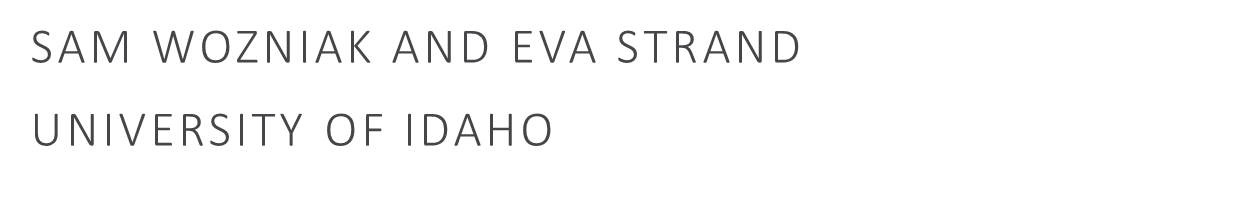 SAM WOZNIAK AND EVA STRAND
UNIVERSITY OF IDAHO